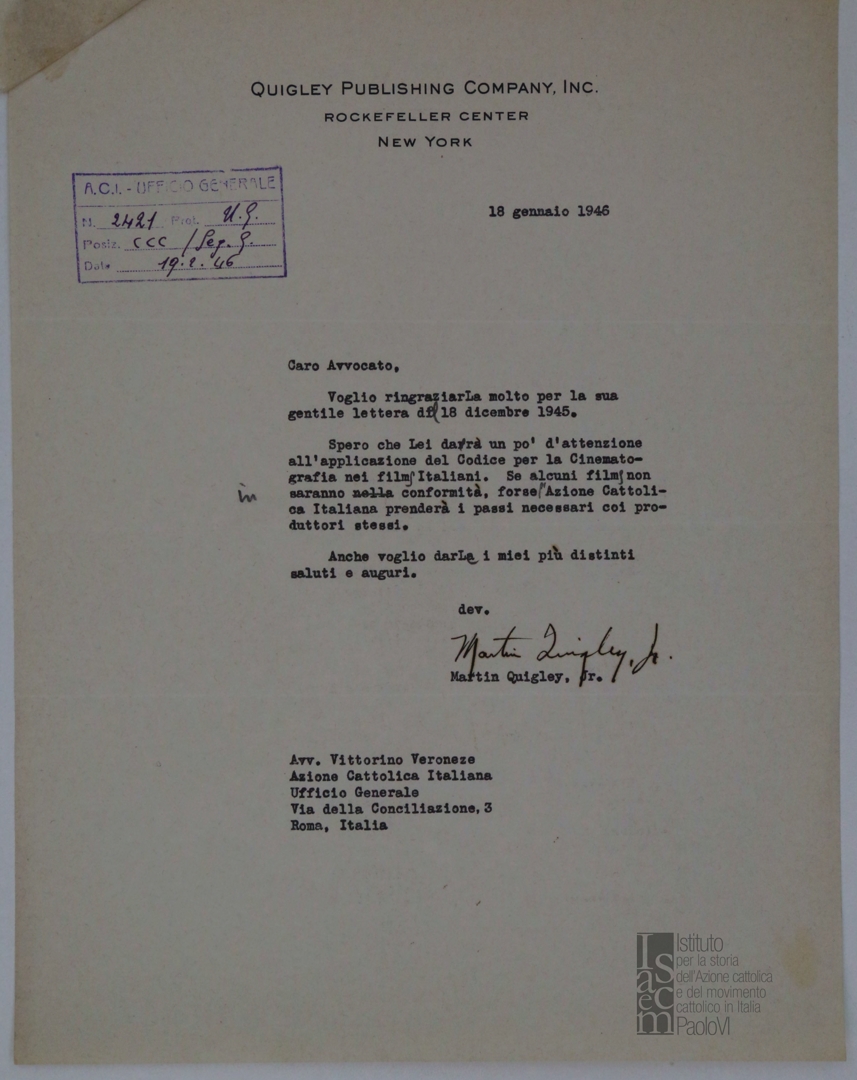 QUIGLEY PUBLISHING COMPANY, INC.
ROCKEFELLER CENTER
NEW YORK
A.C.I. - UFFICIO GENERALE
N. 2421 Prot. U.G.
Posiz. CCC / Seg. G.
Data 19.2.46
18 gennaio 1946
Caro Avvocato,
Voglio ringraziarLa molto per la sua
gentile lettera del 18 dicembre 1945.
Spero che Lei darà un po' d'attenzione
all'applicazione del Codice per la Cinemato-
grafia nei films Italiani. Se alcuni films non
in
saranno nella conformità, forse l'Azione Cattoli-
ca Italiana prenderà i passi necessari coi pro-
duttori stessi.
Anche voglio darLe i miei più distinti
saluti e auguri.
dev.
Martin Quigley, Jr.
Martin Quigley, Jr.
Avv. Vittorino Veroneze
Azione Cattolica Italiana
Ufficio Generale
Via della Conciliazione, 3
Roma, Italia
Isacem
Istituto
per la storia
dell'Azione cattolica
e del movimento
cattolico in Italia
PaoloVI